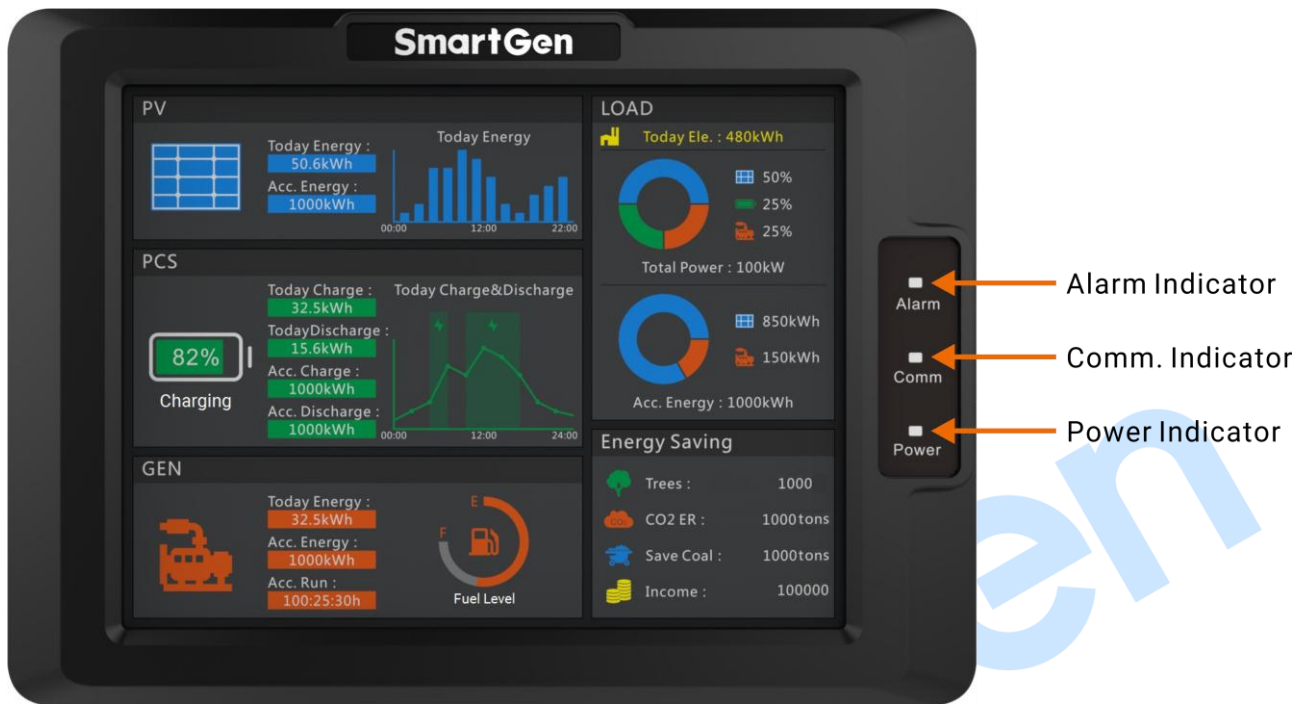 SmartGen
PV
Today Energy :
50.6kWh
Acc. Energy :
1000kWh
Today Energy
00:00 12:00 22:00
PCS
82%
Charging
Today Charge :
32.5kWh
TodayDischarge :
15.6kWh
Acc. Charge :
1000kWh
Acc. Discharge :
1000kWh
Today Charge&Discharge
00:00 12:00 24:00
GEN
Today Energy :
32.5kWh
Acc. Energy :
1000kWh
Acc. Run :
100:25:30h
E
F
Fuel Level
LOAD
Today Ele. : 480kWh
50%
25%
25%
Total Power : 100kW
850kWh
150kWh
Acc. Energy : 1000kWh
Energy Saving
Trees : 1000
CO2 ER : 1000tons
Save Coal : 1000tons
Income : 100000
Alarm
Comm
Power
Alarm Indicator
Comm. Indicator
Power Indicator
en